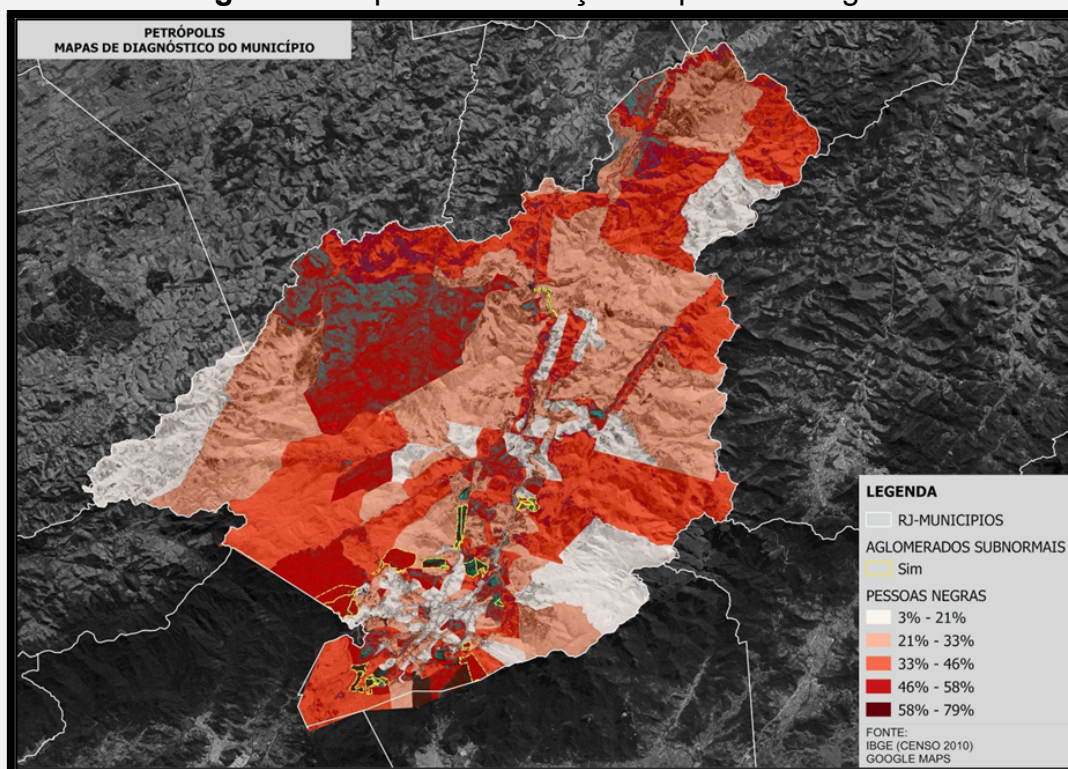 PETRÓPOLIS
MAPAS DE DIAGNÓSTICO DO MUNICÍPIO
LEGENDA
RJ-MUNICIPIOS
AGLOMERADOS SUBNORMAIS
Sim
PESSOAS NEGRAS
3% - 21%
21% - 33%
33% - 46%
46% - 58%
58% - 79%
FONTE:
IBGE (CENSO 2010)
GOOGLE MAPS